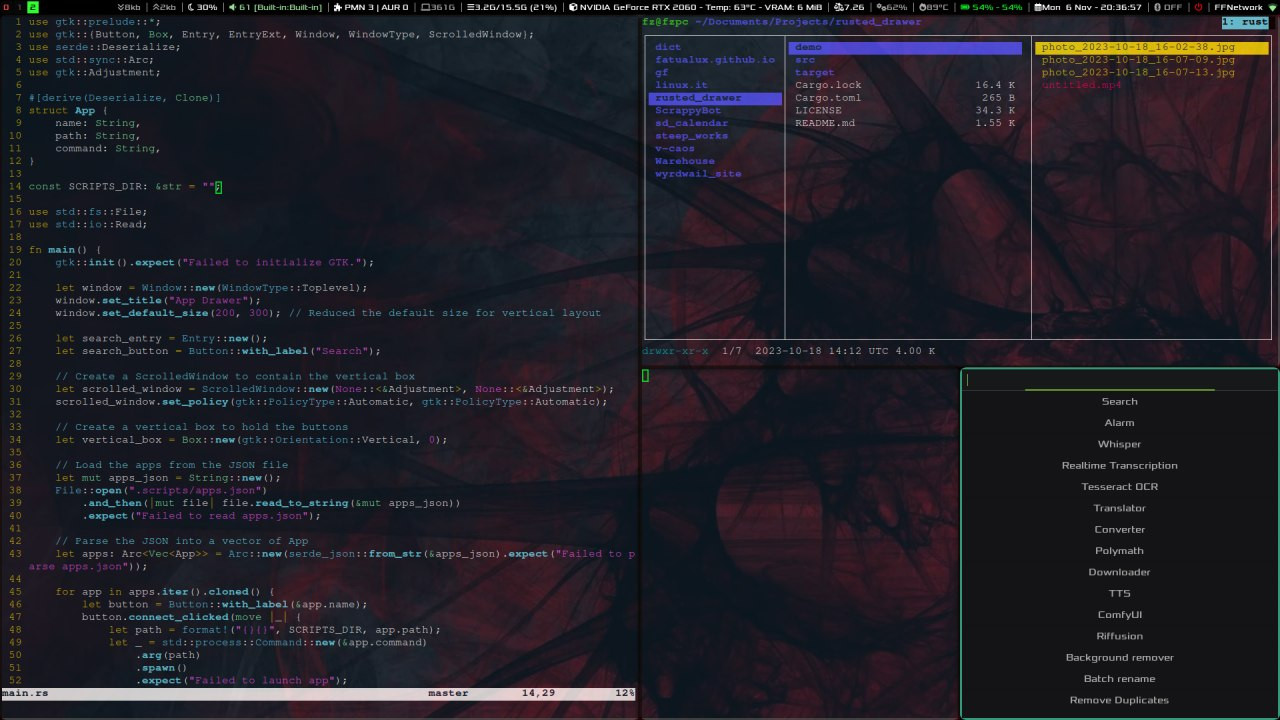 0 1 2 8kb 2kb 30% 61 [Built-in:Built-in] PMN 3 | AUR 0 361G 3.2G/15.5G (21%) NVIDIA GeForce RTX 2060 - Temp: 63°C - VRAM: 6 MiB 7.26 62% 89°C 54% - 54% Mon 6 Nov - 20:36:57 OFF FFNetwork
1 use gtk::prelude::*;
2 use gtk::{Button, Box, Entry, EntryExt, Window, WindowType, ScrolledWindow};
3 use serde::Deserialize;
4 use std::sync::Arc;
5 use gtk::Adjustment;
6
7 #[derive(Deserialize, Clone)]
8 struct App {
9     name: String,
10     path: String,
11     command: String,
12 }
13
14 const SCRIPTS_DIR: &str = "";
15
16 use std::fs::File;
17 use std::io::Read;
18
19 fn main() {
20     gtk::init().expect("Failed to initialize GTK.");
21
22     let window = Window::new(WindowType::Toplevel);
23     window.set_title("App Drawer");
24     window.set_default_size(200, 300); // Reduced the default size for vertical layout
25
26     let search_entry = Entry::new();
27     let search_button = Button::with_label("Search");
28
29     // Create a ScrolledWindow to contain the vertical box
30     let scrolled_window = ScrolledWindow::new(None::<&Adjustment>, None::<&Adjustment>);
31     scrolled_window.set_policy(gtk::PolicyType::Automatic, gtk::PolicyType::Automatic);
32
33     // Create a vertical box to hold the buttons
34     let vertical_box = Box::new(gtk::Orientation::Vertical, 0);
35
36     // Load the apps from the JSON file
37     let mut apps_json = String::new();
38     File::open(".scripts/apps.json")
39         .and_then(|mut file| file.read_to_string(&mut apps_json))
40         .expect("Failed to read apps.json");
41
42     // Parse the JSON into a vector of App
43     let apps: Arc<Vec<App>> = Arc::new(serde_json::from_str(&apps_json).expect("Failed to p
arse apps.json"));
44
45     for app in apps.iter().cloned() {
46         let button = Button::with_label(&app.name);
47         button.connect_clicked(move |_| {
48             let path = format!("{}{}", SCRIPTS_DIR, app.path);
49             let _ = std::process::Command::new(&app.command)
50                 .arg(path)
51                 .spawn()
52                 .expect("Failed to launch app");
main.rs master 14,29 12%
fz@fzpc ~/Documents/Projects/rusted_drawer 1: rust
dict
fatualux.github.io
gf
linux.it
rusted_drawer
ScrappyBot
sd_calendar
steep_works
v-caos
Warehouse
wyrdwail_site
demo
src
target
Cargo.lock 16.4 K
Cargo.toml 265 B
LICENSE 34.3 K
README.md 1.55 K
photo_2023-10-18_16-02-38.jpg
photo_2023-10-18_16-07-09.jpg
photo_2023-10-18_16-07-13.jpg
untitled.mp4
drwxr-xr-x 1/7 2023-10-18 14:12 UTC 4.00 K
Search
Alarm
Whisper
Realtime Transcription
Tesseract OCR
Translator
Converter
Polymath
Downloader
TTS
ComfyUI
Riffusion
Background remover
Batch rename
Remove Duplicates